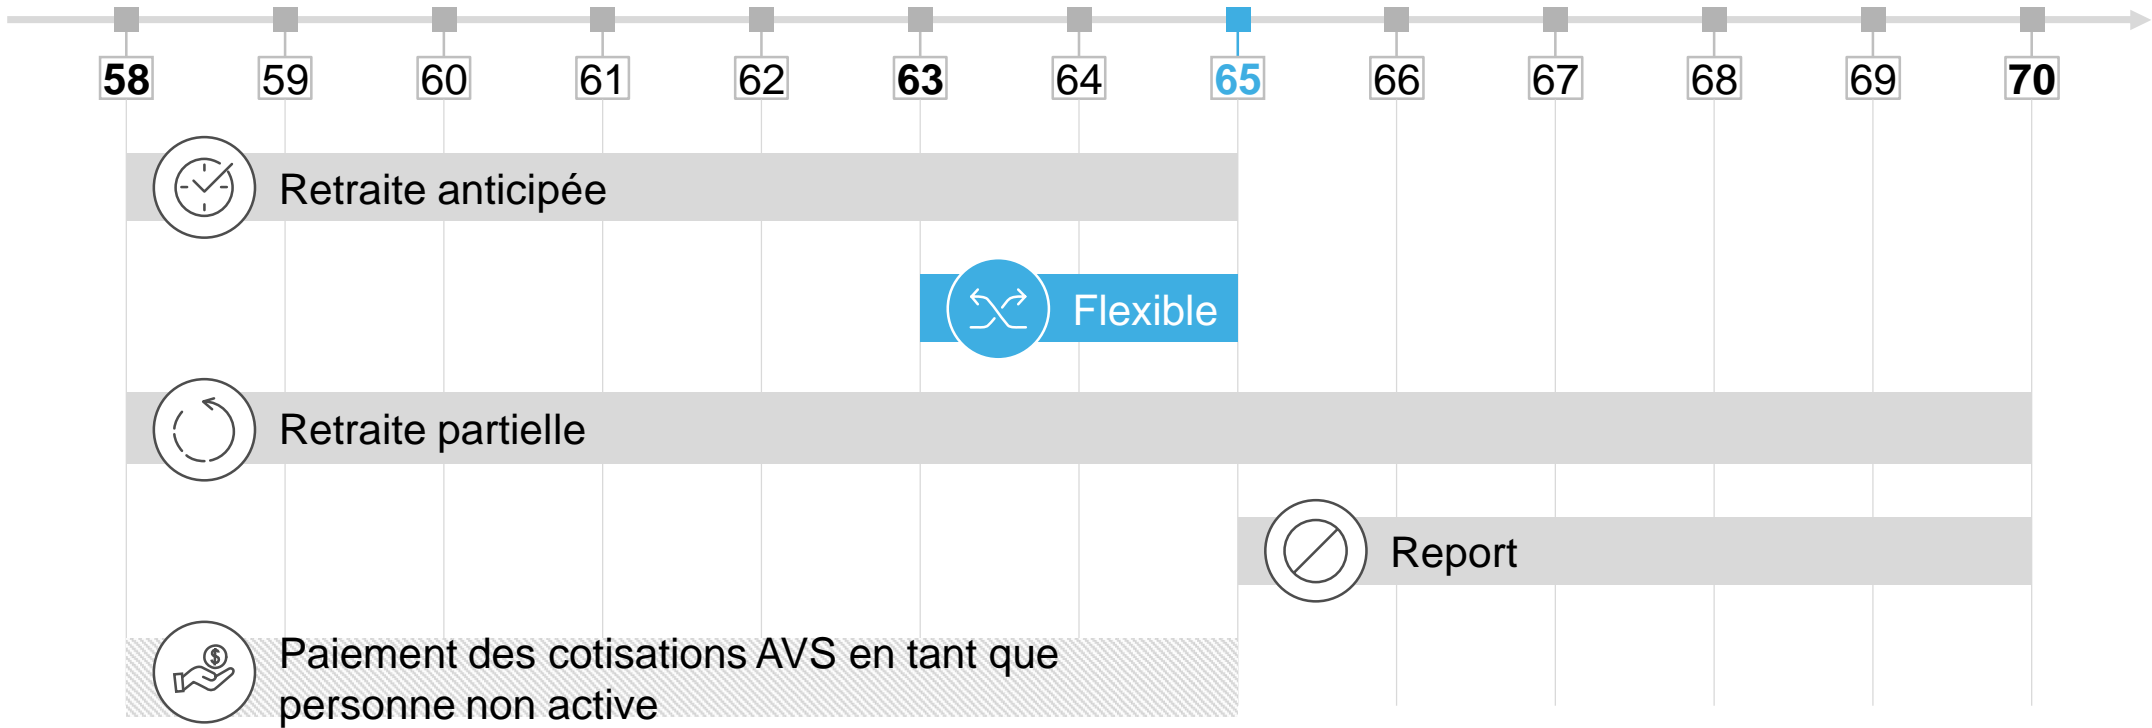 58 59 60 61 62 63 64 65 66 67 68 69 70
Retraite anticipée
Flexible
Retraite partielle
Report
Paiement des cotisations AVS en tant que
personne non active